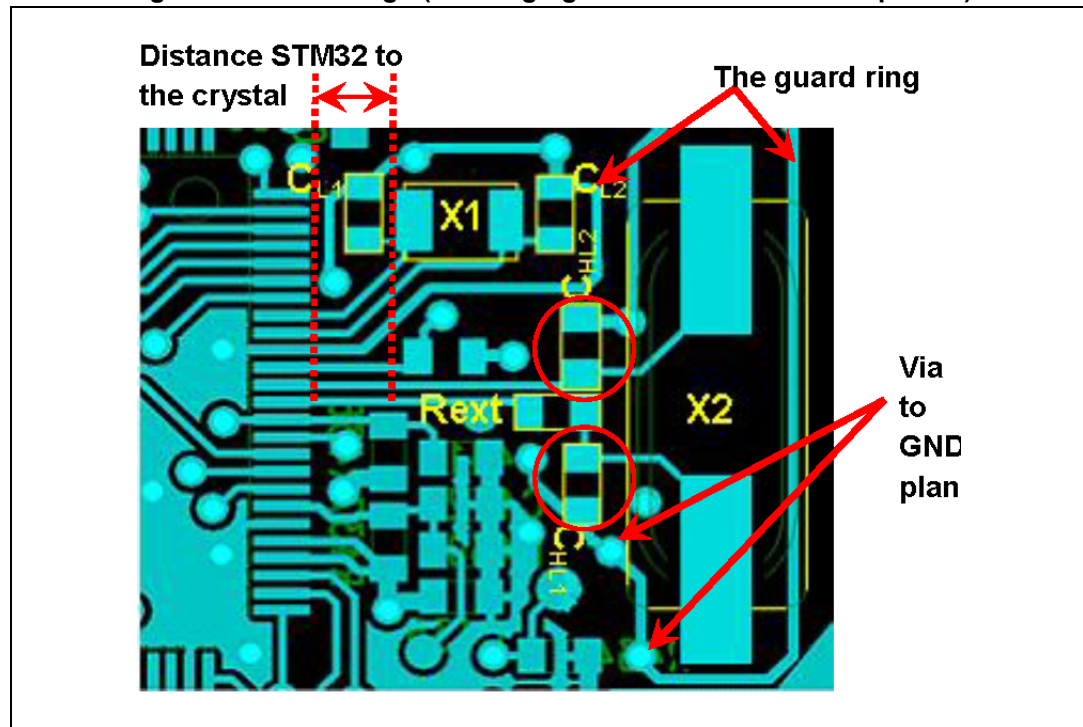 Distance STM32 to
the crystal
The guard ring
CL1
X1
CL2
CHL2
Rext
X2
CHL1
Via
to
GND
plan